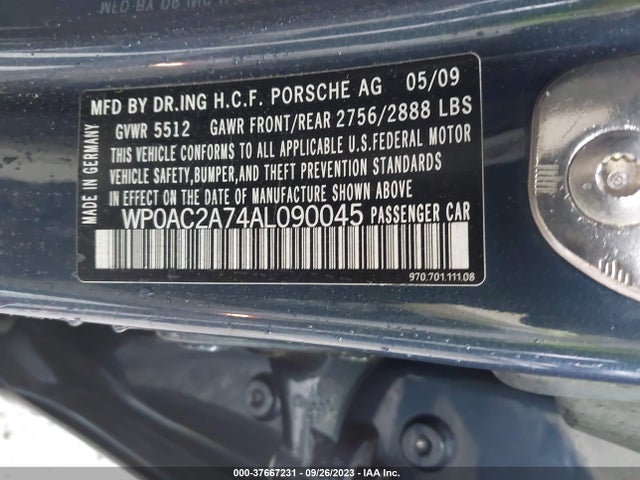 MFD BY DR.ING H.C.F. PORSCHE AG 05/09
GVWR 5512 GAWR FRONT/REAR 2756/2888 LBS
THIS VEHICLE CONFORMS TO ALL APPLICABLE U.S.FEDERAL MOTOR
VEHICLE SAFETY,BUMPER,AND THEFT PREVENTION STANDARDS
IN EFFECT ON THE DATE OF MANUFACTURE SHOWN ABOVE
WP0AC2A74AL090045 PASSENGER CAR
MADE IN GERMANY
970.701.111.08
000-37667231 - 09/26/2023 - IAA Inc.